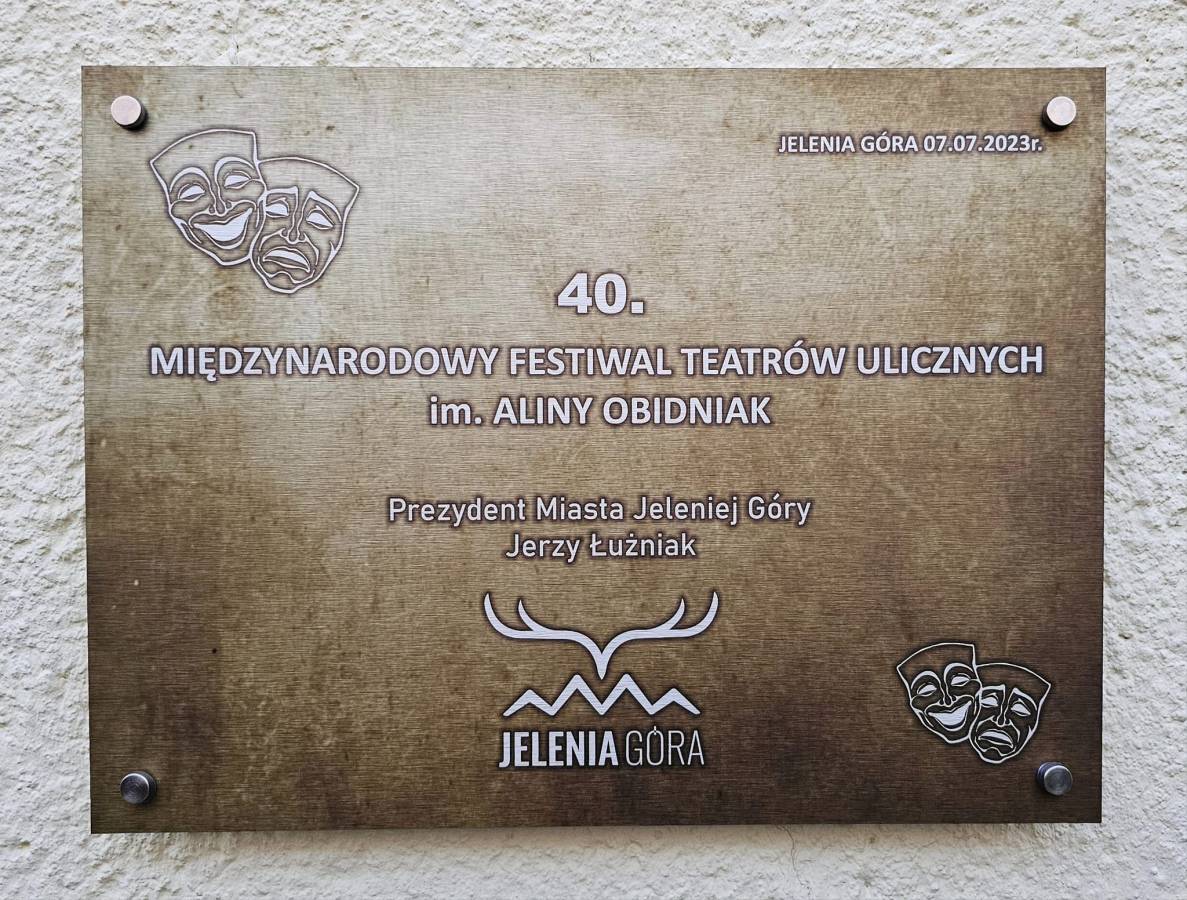 JELENIA GÓRA 07.07.2023r.
40.
MIĘDZYNARODOWY FESTIWAL TEATRÓW ULICZNYCH
im. ALINY OBIDNIAK
Prezydent Miasta Jeleniej Góry
Jerzy Łużniak
JELENIA GÓRA